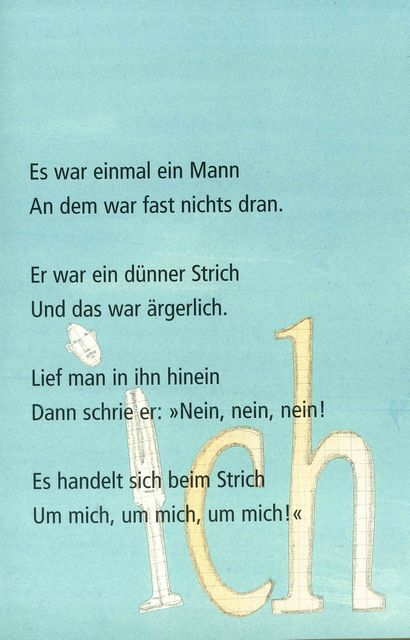 Es war einmal ein Mann
An dem war fast nichts dran.
Er war ein dünner Strich
Und das war ärgerlich.
Lief man in ihn hinein
Dann schrie er: »Nein, nein, nein!
Es handelt sich beim Strich
Um mich, um mich, um mich!«
ich